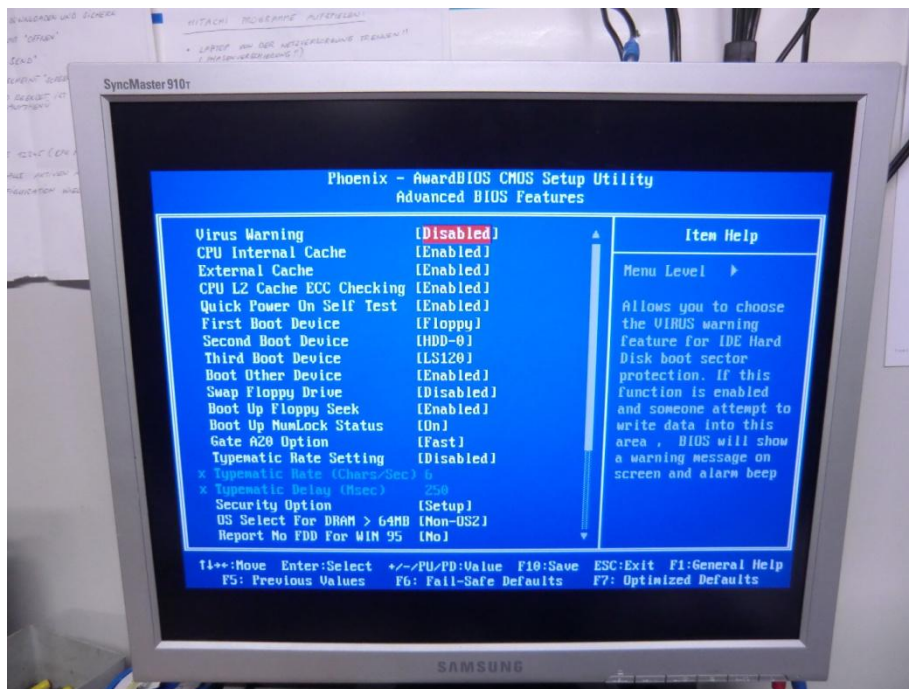 HITACHI PROGRAMME AUFSPIELEN:
SyncMaster 910T
Phoenix - AwardBIOS CMOS Setup Utility
Advanced BIOS Features
Virus Warning [Disabled]
CPU Internal Cache [Enabled]
External Cache [Enabled]
CPU L2 Cache ECC Checking [Enabled]
Quick Power On Self Test [Enabled]
First Boot Device [Floppy]
Second Boot Device [HDD-0]
Third Boot Device [LS120]
Boot Other Device [Enabled]
Swap Floppy Drive [Disabled]
Boot Up Floppy Seek [Enabled]
Boot Up NumLock Status [On]
Gate A20 Option [Fast]
Typematic Rate Setting [Disabled]
x Typematic Rate (Chars/Sec) 6
x Typematic Delay (Msec) 250
Security Option [Setup]
OS Select For DRAM > 64MB [Non-OS2]
Report No FDD For WIN 95 [No]
Item Help
Menu Level
Allows you to choose
the VIRUS warning
feature for IDE Hard
Disk boot sector
protection. If this
function is enabled
and someone attempt to
write data into this
area , BIOS will show
a warning message on
screen and alarm beep
↑↓→←:Move Enter:Select +/-/PU/PD:Value F10:Save ESC:Exit F1:General Help
F5: Previous Values F6: Fail-Safe Defaults F7: Optimized Defaults
SAMSUNG